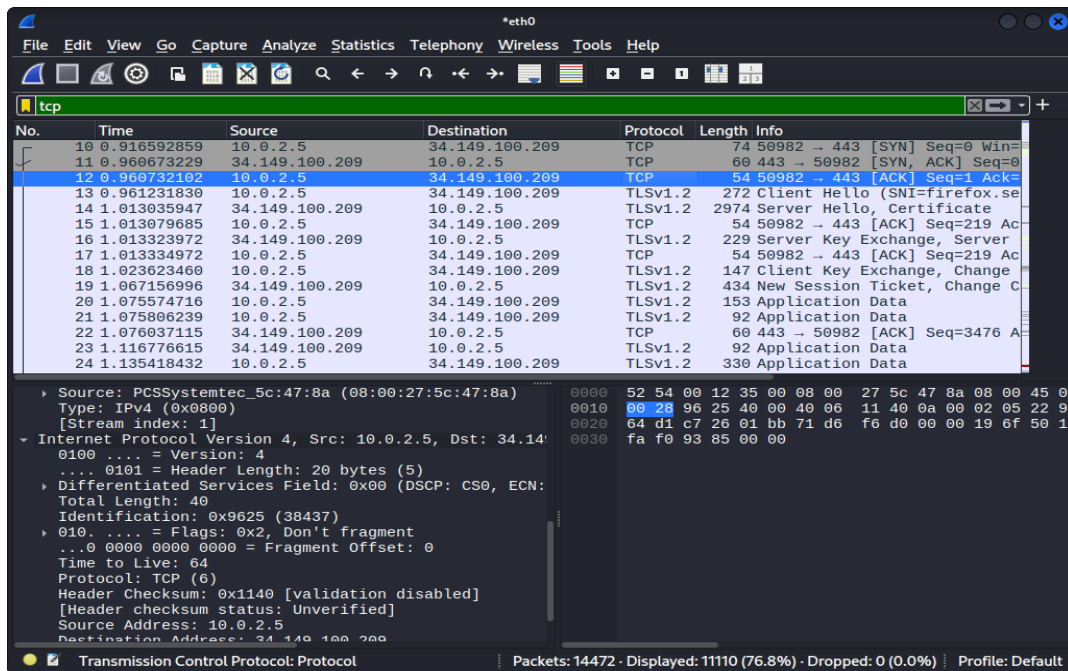 *eth0
File Edit View Go Capture Analyze Statistics Telephony Wireless Tools Help
tcp
No. Time Source Destination Protocol Length Info
10 0.916592859 10.0.2.5 34.149.100.209 TCP 74 50982 → 443 [SYN] Seq=0 Win=
11 0.960673229 34.149.100.209 10.0.2.5 TCP 60 443 → 50982 [SYN, ACK] Seq=0
12 0.960732102 10.0.2.5 34.149.100.209 TCP 54 50982 → 443 [ACK] Seq=1 Ack=
13 0.961231830 10.0.2.5 34.149.100.209 TLSv1.2 272 Client Hello (SNI=firefox.se
14 1.013035947 34.149.100.209 10.0.2.5 TLSv1.2 2974 Server Hello, Certificate
15 1.013079685 10.0.2.5 34.149.100.209 TCP 54 50982 → 443 [ACK] Seq=219 Ac
16 1.013323972 34.149.100.209 10.0.2.5 TLSv1.2 229 Server Key Exchange, Server
17 1.013334972 10.0.2.5 34.149.100.209 TCP 54 50982 → 443 [ACK] Seq=219 Ac
18 1.023623460 10.0.2.5 34.149.100.209 TLSv1.2 147 Client Key Exchange, Change
19 1.067156996 34.149.100.209 10.0.2.5 TLSv1.2 434 New Session Ticket, Change C
20 1.075574716 10.0.2.5 34.149.100.209 TLSv1.2 153 Application Data
21 1.075806239 10.0.2.5 34.149.100.209 TLSv1.2 92 Application Data
22 1.076037115 34.149.100.209 10.0.2.5 TCP 60 443 → 50982 [ACK] Seq=3476 A
23 1.116776615 34.149.100.209 10.0.2.5 TLSv1.2 92 Application Data
24 1.135418432 10.0.2.5 34.149.100.209 TLSv1.2 330 Application Data
Source: PCSSystemtec_5c:47:8a (08:00:27:5c:47:8a)
Type: IPv4 (0x0800)
[Stream index: 1]
Internet Protocol Version 4, Src: 10.0.2.5, Dst: 34.14
0100 .... = Version: 4
.... 0101 = Header Length: 20 bytes (5)
Differentiated Services Field: 0x00 (DSCP: CS0, ECN:
Total Length: 40
Identification: 0x9625 (38437)
010. .... = Flags: 0x2, Don't fragment
...0 0000 0000 0000 = Fragment Offset: 0
Time to Live: 64
Protocol: TCP (6)
Header Checksum: 0x1140 [validation disabled]
[Header checksum status: Unverified]
Source Address: 10.0.2.5
Destination Address: 34.149.100.209
0000 52 54 00 12 35 00 08 00 27 5c 47 8a 08 00 45 0
0010 00 28 96 25 40 00 40 06 11 40 0a 00 02 05 22 9
0020 64 d1 c7 26 01 bb 71 d6 f6 d0 00 00 19 6f 50 1
0030 fa f0 93 85 00 00
Transmission Control Protocol: Protocol Packets: 14472 · Displayed: 11110 (76.8%) · Dropped: 0 (0.0%) Profile: Default